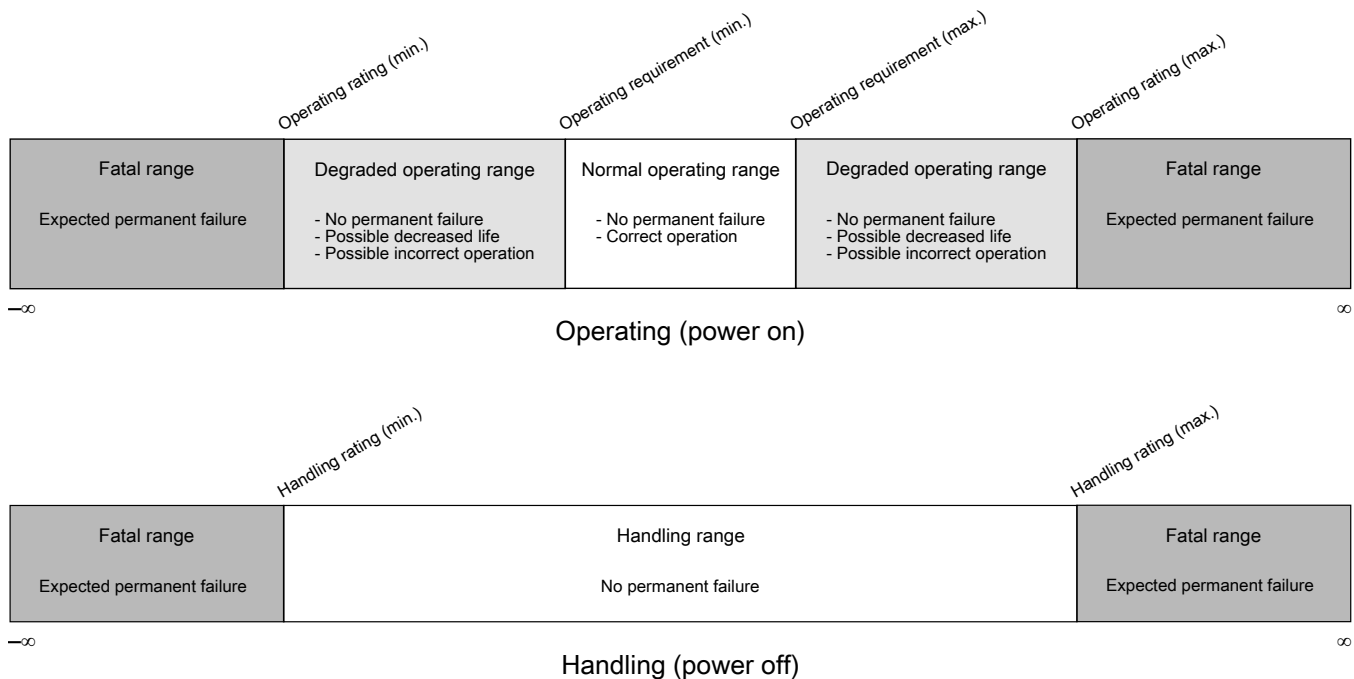 Operating rating (min.)
Operating requirement (min.)
Operating requirement (max.)
Operating rating (max.)
Fatal range
Expected permanent failure
Degraded operating range
- No permanent failure
- Possible decreased life
- Possible incorrect operation
Normal operating range
- No permanent failure
- Correct operation
Degraded operating range
- No permanent failure
- Possible decreased life
- Possible incorrect operation
Fatal range
Expected permanent failure
–∞
∞
Operating (power on)
Handling rating (min.)
Handling rating (max.)
Fatal range
Expected permanent failure
Handling range
No permanent failure
Fatal range
Expected permanent failure
–∞
∞
Handling (power off)